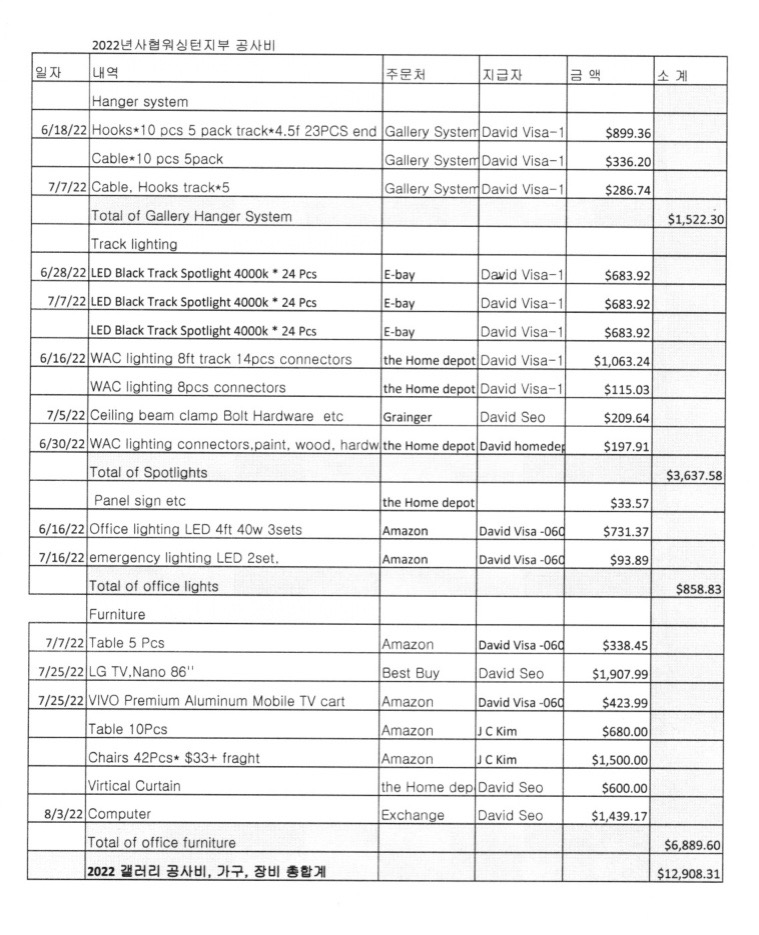 2022년사협워싱턴지부 공사비
일자 내역 주문처 지급자 금 액 소 계
Hanger system
6/18/22 Hooks*10 pcs 5 pack track*4.5f 23PCS end Gallery System David Visa-1 $899.36
Cable*10 pcs 5pack Gallery System David Visa-1 $336.20
7/7/22 Cable, Hooks track*5 Gallery System David Visa-1 $286.74
Total of Gallery Hanger System $1,522.30
Track lighting
6/28/22 LED Black Track Spotlight 4000k * 24 Pcs E-bay David Visa-1 $683.92
7/7/22 LED Black Track Spotlight 4000k * 24 Pcs E-bay David Visa-1 $683.92
LED Black Track Spotlight 4000k * 24 Pcs E-bay David Visa-1 $683.92
6/16/22 WAC lighting 8ft track 14pcs connectors the Home depot David Visa-1 $1,063.24
WAC lighting 8pcs connectors the Home depot David Visa-1 $115.03
7/5/22 Ceiling beam clamp Bolt Hardware etc Grainger David Seo $209.64
6/30/22 WAC lighting connectors,paint, wood, hardw the Home depot David homedep $197.91
Total of Spotlights $3,637.58
Panel sign etc the Home depot $33.57
6/16/22 Office lighting LED 4ft 40w 3sets Amazon David Visa -060 $731.37
7/16/22 emergency lighting LED 2set. Amazon David Visa -060 $93.89
Total of office lights $858.83
Furniture
7/7/22 Table 5 Pcs Amazon David Visa -060 $338.45
7/25/22 LG TV,Nano 86'' Best Buy David Seo $1,907.99
7/25/22 VIVO Premium Aluminum Mobile TV cart Amazon David Visa -060 $423.99
Table 10Pcs Amazon J C Kim $680.00
Chairs 42Pcs* $33+ fraght Amazon J C Kim $1,500.00
Virtical Curtain the Home dep David Seo $600.00
8/3/22 Computer Exchange David Seo $1,439.17
Total of office furniture $6,889.60
2022 갤러리 공사비, 가구, 장비 총합계 $12,908.31